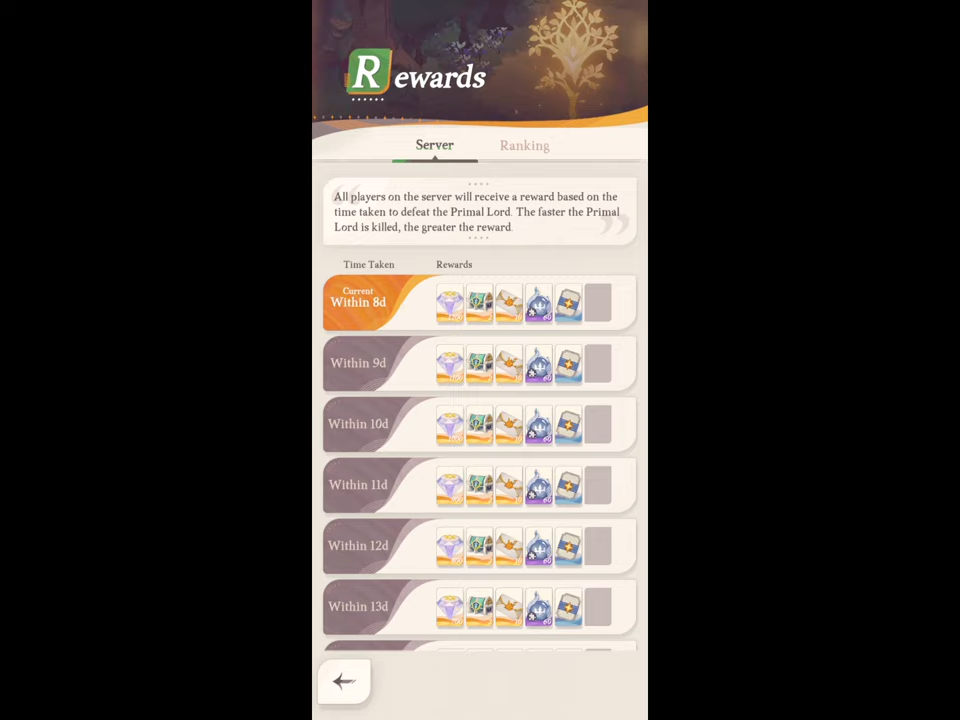 Rewards
Server
Ranking
All players on the server will receive a reward based on the
time taken to defeat the Primal Lord. The faster the Primal
Lord is killed, the greater the reward.
Time Taken
Rewards
Current
Within 8d
Within 9d
Within 10d
Within 11d
Within 12d
Within 13d